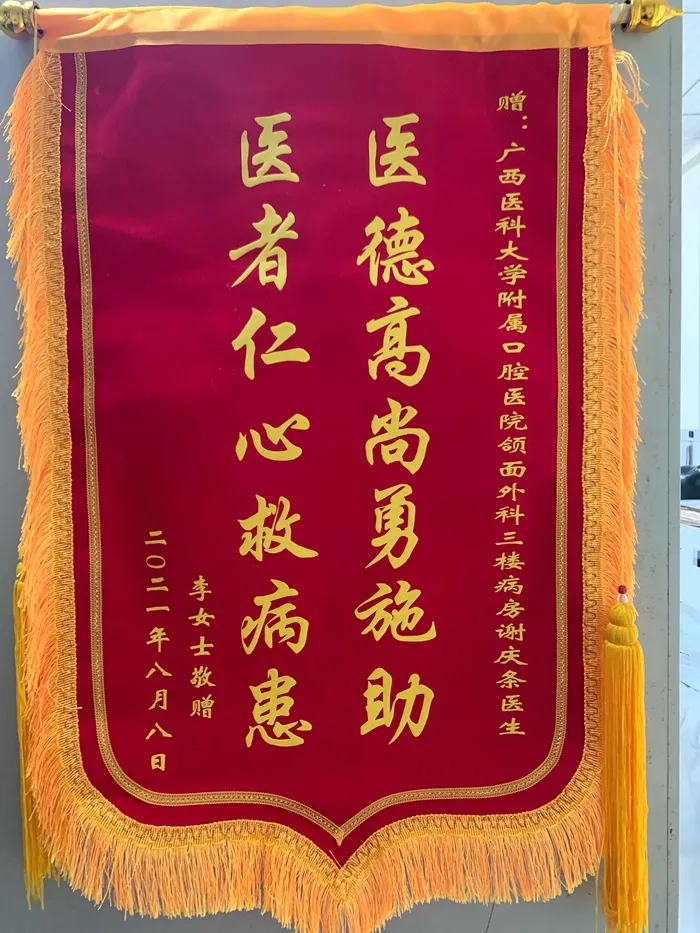 赠：广西医科大学附属口腔医院颌面外科三楼病房谢庆条医生
医德高尚勇施助
医者仁心救病患
李女士敬赠
二〇二一年八月八日